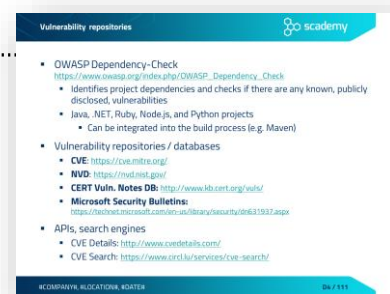 Vulnerability repositories
scademy
OWASP Dependency-Check
https://www.owasp.org/index.php/OWASP_Dependency_Check
Identifies project dependencies and checks if there are any known, publicly
disclosed, vulnerabilities
Java, .NET, Ruby, Node.js, and Python projects
Can be integrated into the build process (e.g. Maven)
Vulnerability repositories / databases
CVE: https://cve.mitre.org/
NVD: https://nvd.nist.gov/
CERT Vuln. Notes DB: http://www.kb.cert.org/vuls/
Microsoft Security Bulletins:
https://technet.microsoft.com/en-us/library/security/dn631937.aspx
APIs, search engines
CVE Details: http://www.cvedetails.com/
CVE Search: https://www.circl.lu/services/cve-search/
#COMPANY#, #LOCATION#, #DATE#
D4 / 111